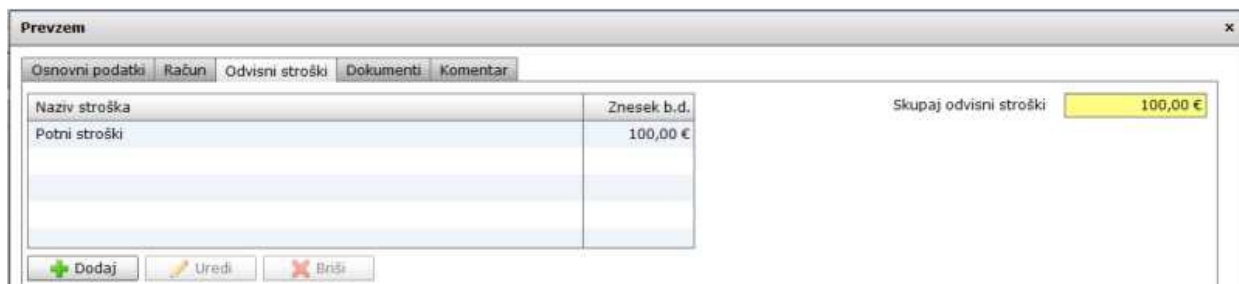 Prevzem x
Osnovni podatki Račun Odvisni stroški Dokumenti Komentar
Naziv stroška Znesek b.d. Skupaj odvisni stroški 100,00 €
Potni stroški 100,00 €
Dodaj Uredi Briši